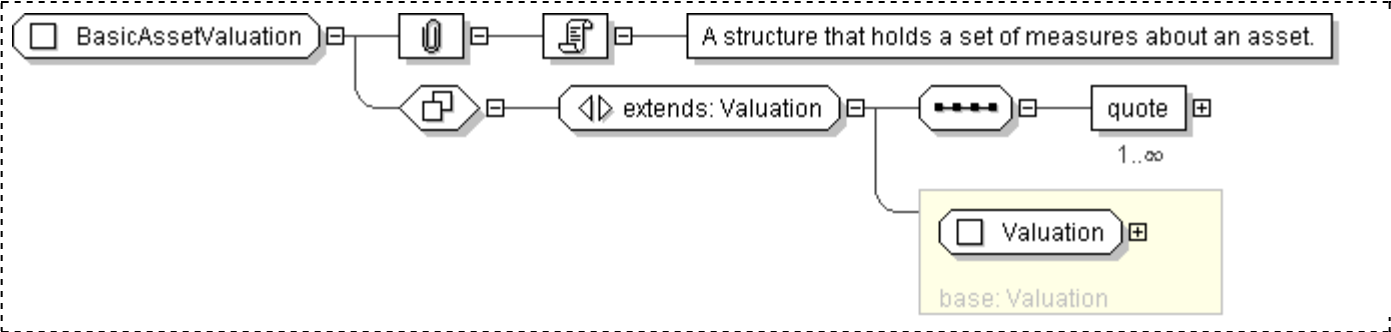 BasicAssetValuation
A structure that holds a set of measures about an asset.
extends: Valuation
quote
1..∞
Valuation
base: Valuation